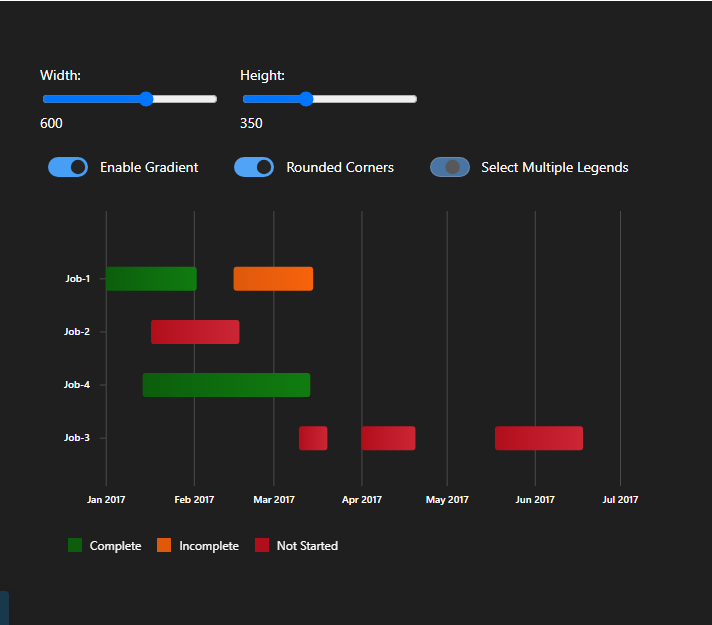 Width: Height:
600 350
Enable Gradient Rounded Corners Select Multiple Legends
Job-1
Job-2
Job-4
Job-3
Jan 2017 Feb 2017 Mar 2017 Apr 2017 May 2017 Jun 2017 Jul 2017
Complete Incomplete Not Started